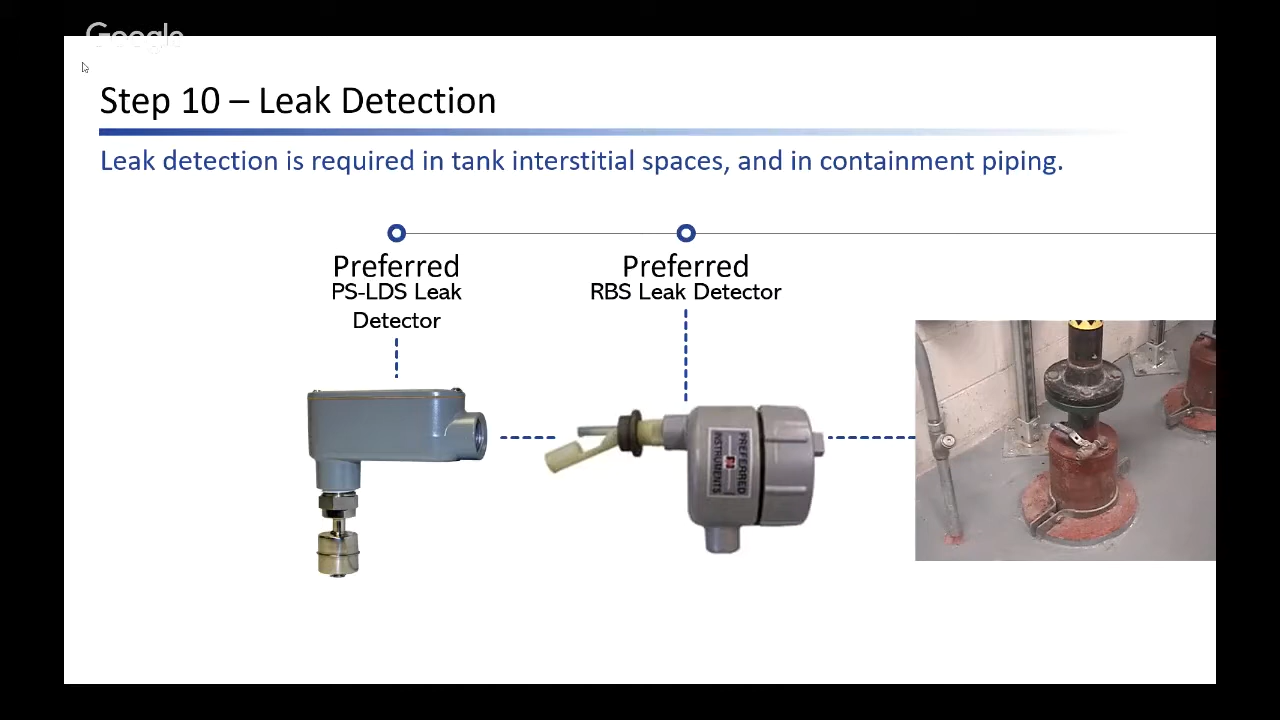 Google
Step 10 – Leak Detection
Leak detection is required in tank interstitial spaces, and in containment piping.
Preferred
PS-LDS Leak
Detector
Preferred
RBS Leak Detector
PREFERRED
INSTRUMENTS